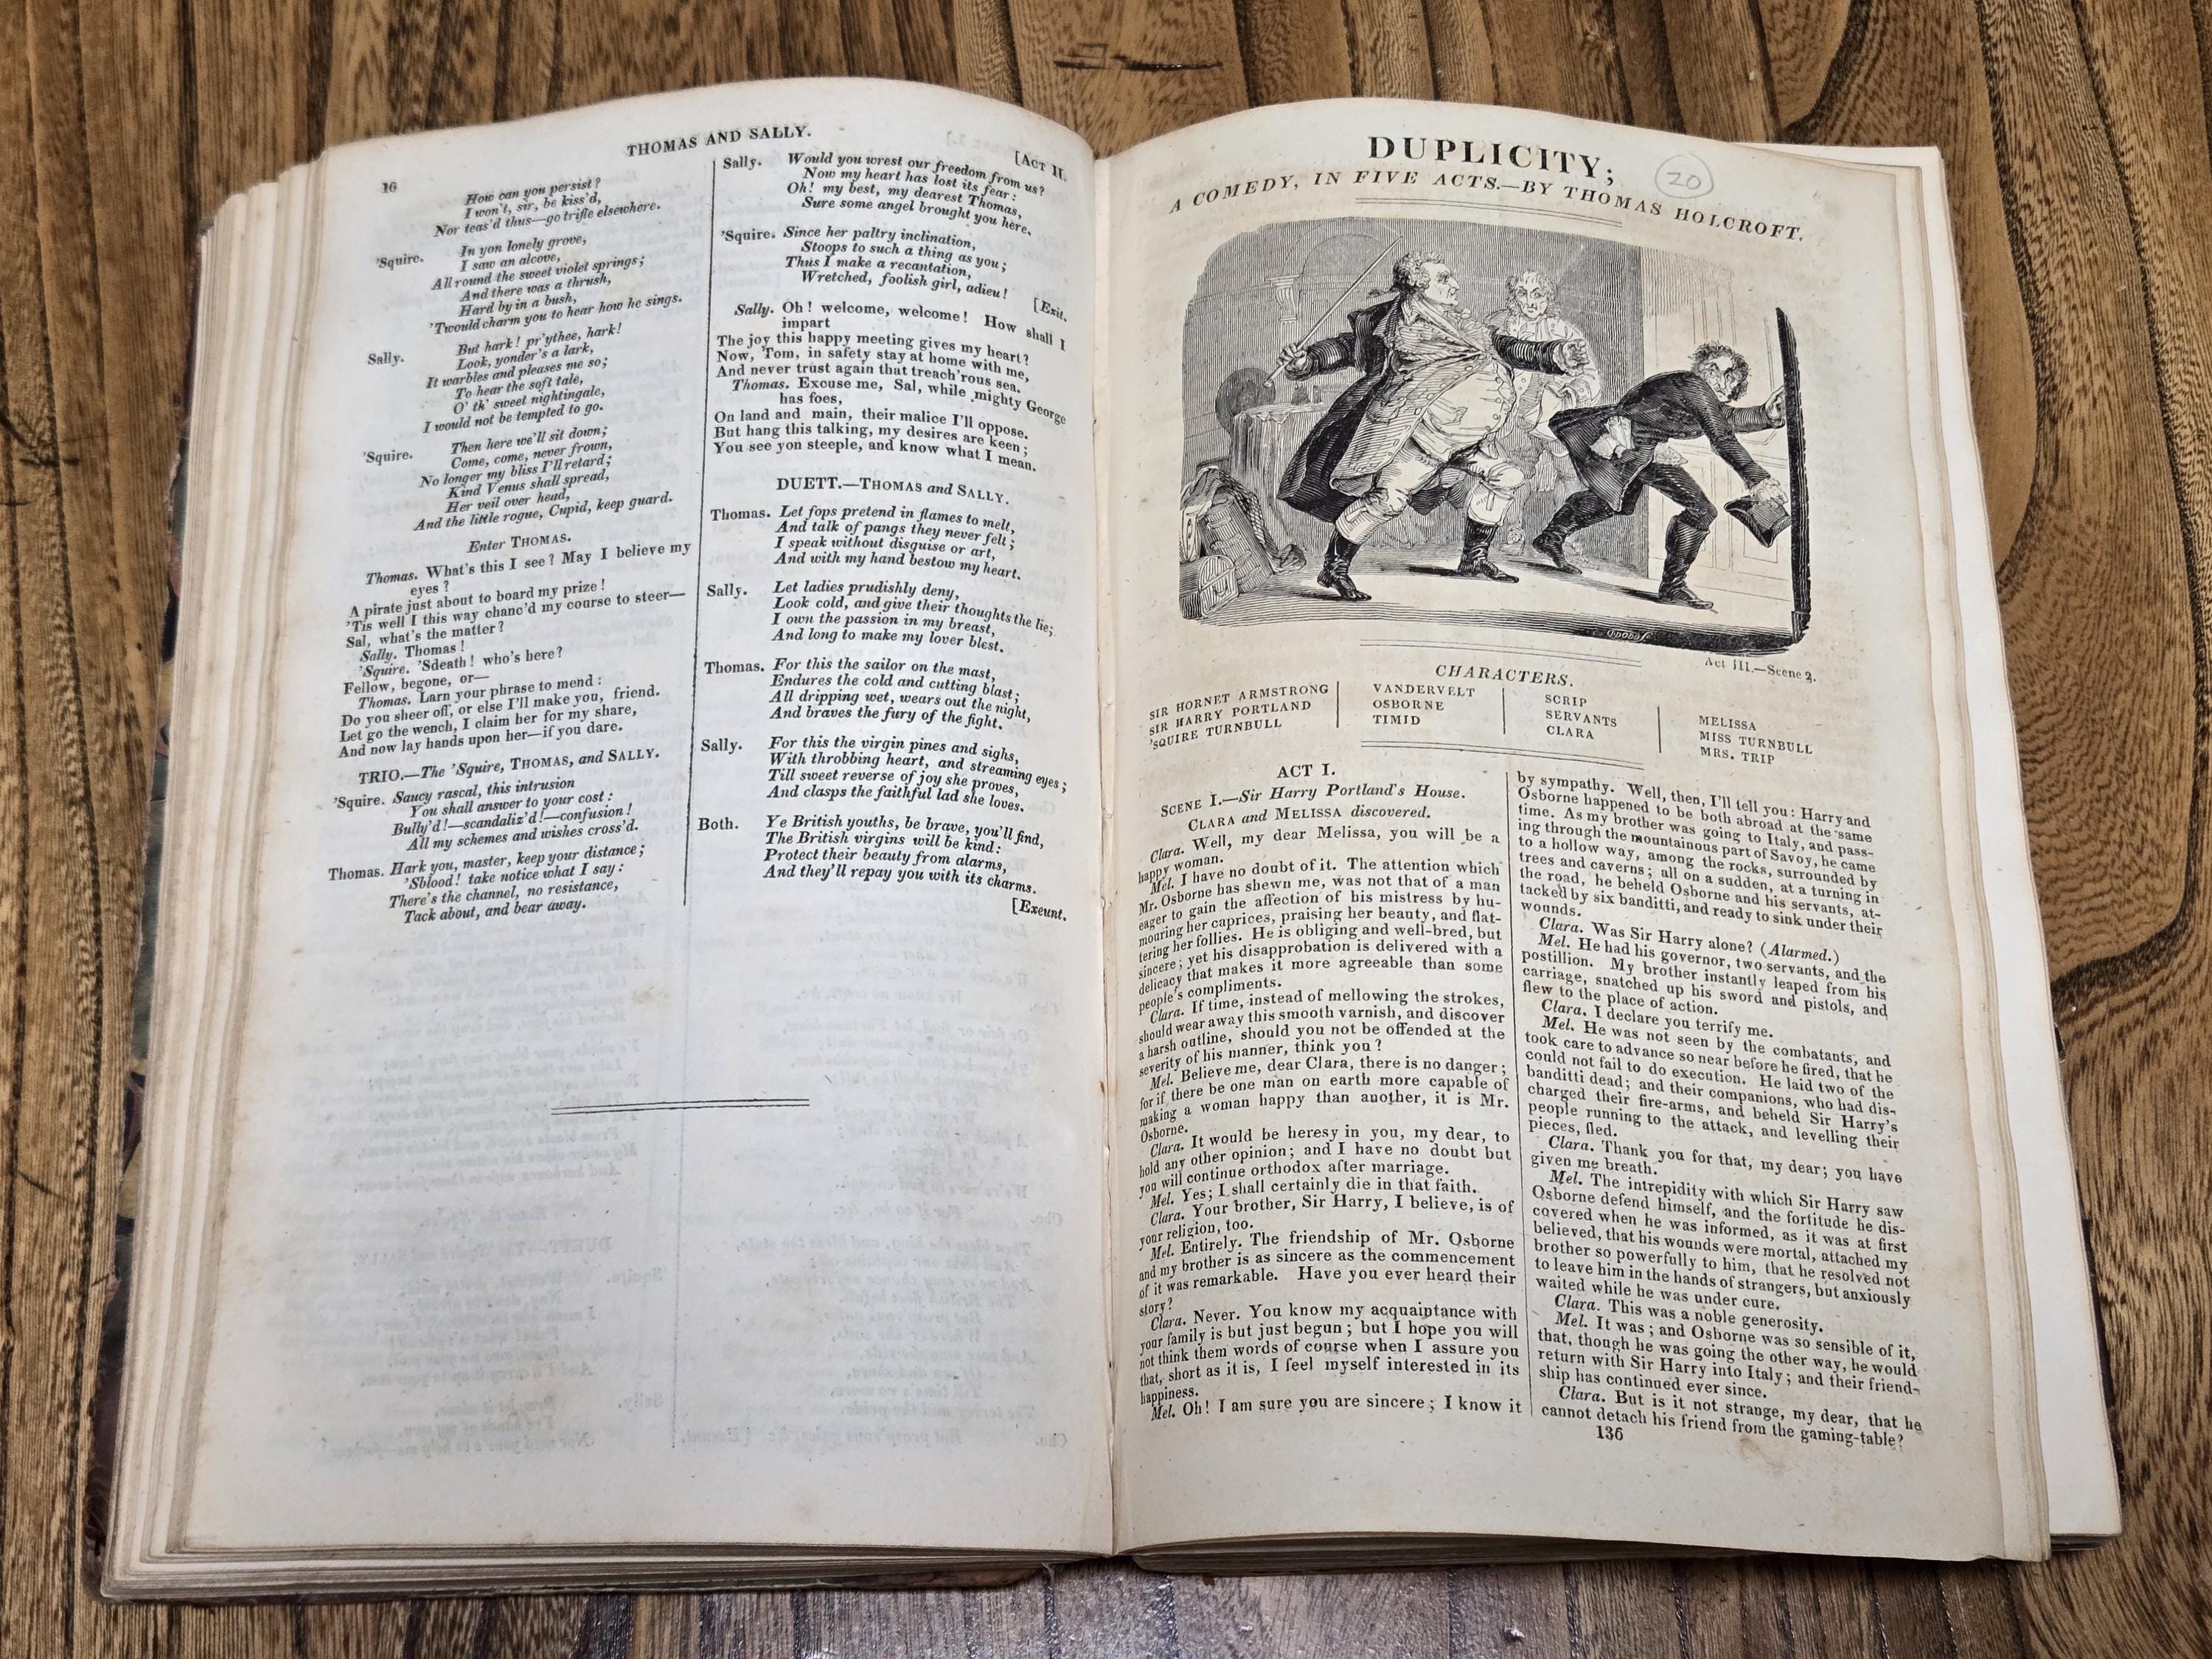 THOMAS AND SALLY.
16
[ACT II.
How can you persist?
I won't, sir, be kiss'd,
Nor teas'd thus—go trifle elsewhere.
'Squire. In yon lonely grove,
I saw an alcove,
All round the sweet violet springs;
And there was a thrush,
Hard by in a bush,
'Twould charm you to hear how he sings.
Sally. But hark! pr'ythee, hark!
Look, yonder's a lark,
It warbles and pleases me so;
To hear the soft tale,
O' th' sweet nightingale,
I would not be tempted to go.
'Squire. Then here we'll sit down;
Come, come, never frown,
No longer my bliss I'll retard;
Kind Venus shall spread,
Her veil over head,
And the little rogue, Cupid, keep guard.
Enter THOMAS.
Thomas. What's this I see? May I believe my
eyes?
A pirate just about to board my prize!
'Tis well I this way chanc'd my course to steer—
Sal, what's the matter?
Sally. Thomas!
'Squire. 'Sdeath! who's here?
Fellow, begone, or—
Thomas. Larn your phrase to mend:
Do you sheer off, or else I'll make you, friend.
Let go the wench, I claim her for my share,
And now lay hands upon her—if you dare.
TRIO.—The 'Squire, THOMAS, and SALLY.
'Squire. Saucy rascal, this intrusion
You shall answer to your cost:
Bully'd!—scandaliz'd!—confusion!
All my schemes and wishes cross'd.
Thomas. Hark you, master, keep your distance;
'Sblood! take notice what I say:
There's the channel, no resistance,
Tack about, and bear away.
Sally. Would you wrest our freedom from us?
Now my heart has lost its fear:
Oh! my best, my dearest Thomas,
Sure some angel brought you here.
'Squire. Since her paltry inclination,
Stoops to such a thing as you;
Thus I make a recantation,
Wretched, foolish girl, adieu!
[Exit.
Sally. Oh! welcome, welcome! How shall I
impart
The joy this happy meeting gives my heart?
Now, Tom, in safety stay at home with me,
And never trust again that treach'rous sea.
Thomas. Excuse me, Sal, while mighty George
has foes,
On land and main, their malice I'll oppose.
But hang this talking, my desires are keen;
You see yon steeple, and know what I mean.
DUETT.—THOMAS and SALLY.
Thomas. Let fops pretend in flames to melt,
And talk of pangs they never felt;
I speak without disguise or art,
And with my hand bestow my heart.
Sally. Let ladies prudishly deny,
Look cold, and give their thoughts the lie;
I own the passion in my breast,
And long to make my lover blest.
Thomas. For this the sailor on the mast,
Endures the cold and cutting blast;
All dripping wet, wears out the night,
And braves the fury of the fight.
Sally. For this the virgin pines and sighs,
With throbbing heart, and streaming eyes;
Till sweet reverse of joy she proves,
And clasps the faithful lad she loves.
Both. Ye British youths, be brave, you'll find,
The British virgins will be kind:
Protect their beauty from alarms,
And they'll repay you with its charms.
[Exeunt.
DUPLICITY;
20
A COMEDY, IN FIVE ACTS.—BY THOMAS HOLCROFT.
Act III.—Scene 2.
CHARACTERS.
SIR HORNET ARMSTRONG
SIR HARRY PORTLAND
'SQUIRE TURNBULL
VANDERVELT
OSBORNE
TIMID
SCRIP
SERVANTS
CLARA
MELISSA
MISS TURNBULL
MRS. TRIP
ACT I.
SCENE I.—Sir Harry Portland's House.
CLARA and MELISSA discovered.
Clara. Well, my dear Melissa, you will be a
happy woman.
Mel. I have no doubt of it. The attention which
Mr. Osborne has shewn me, was not that of a man
eager to gain the affection of his mistress by hu-
mouring her caprices, praising her beauty, and flat-
tering her follies. He is obliging and well-bred, but
sincere; yet his disapprobation is delivered with a
delicacy that makes it more agreeable than some
people's compliments.
Clara. If time, instead of mellowing the strokes,
should wear away this smooth varnish, and discover
a harsh outline, should you not be offended at the
severity of his manner, think you?
Mel. Believe me, dear Clara, there is no danger;
for if there be one man on earth more capable of
making a woman happy than another, it is Mr.
Osborne.
Clara. It would be heresy in you, my dear, to
hold any other opinion; and I have no doubt but
you will continue orthodox after marriage.
Mel. Yes; I shall certainly die in that faith.
Clara. Your brother, Sir Harry, I believe, is of
your religion, too.
Mel. Entirely. The friendship of Mr. Osborne
and my brother is as sincere as the commencement
of it was remarkable. Have you ever heard their
story?
Clara. Never. You know my acquaintance with
your family is but just begun; but I hope you will
not think them words of course when I assure you
that, short as it is, I feel myself interested in its
happiness.
Mel. Oh! I am sure you are sincere; I know it
by sympathy. Well, then, I'll tell you: Harry and
Osborne happened to be both abroad at the same
time. As my brother was going to Italy, and pass-
ing through the mountainous part of Savoy, he came
to a hollow way, among the rocks, surrounded by
trees and caverns; all on a sudden, at a turning in
the road, he beheld Osborne and his servants, at-
tacked by six banditti, and ready to sink under their
wounds.
Clara. Was Sir Harry alone? (Alarmed.)
Mel. He had his governor, two servants, and the
postillion. My brother instantly leaped from his
carriage, snatched up his sword and pistols, and
flew to the place of action.
Clara. I declare you terrify me.
Mel. He was not seen by the combatants, and
took care to advance so near before he fired, that he
could not fail to do execution. He laid two of the
banditti dead; and their companions, who had dis-
charged their fire-arms, and beheld Sir Harry's
people running to the attack, and levelling their
pieces, fled.
Clara. Thank you for that, my dear; you have
given me breath.
Mel. The intrepidity with which Sir Harry saw
Osborne defend himself, and the fortitude he dis-
covered when he was informed, as it was at first
believed, that his wounds were mortal, attached my
brother so powerfully to him, that he resolved not
to leave him in the hands of strangers, but anxiously
waited while he was under cure.
Clara. This was a noble generosity.
Mel. It was; and Osborne was so sensible of it,
that, though he was going the other way, he would
return with Sir Harry into Italy; and their friend-
ship has continued ever since.
Clara. But is it not strange, my dear, that he
cannot detach his friend from the gaming-table?
136